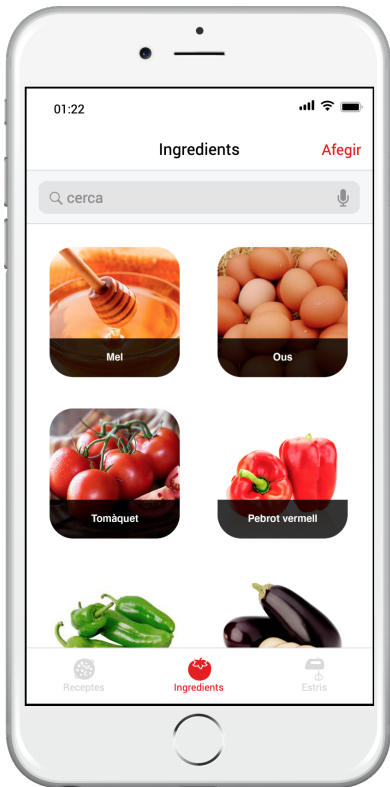 01:22
Ingredients
Afegir
cerca
Mel
Ous
Tomàquet
Pebrot vermell
Receptes
Ingredients
Estris